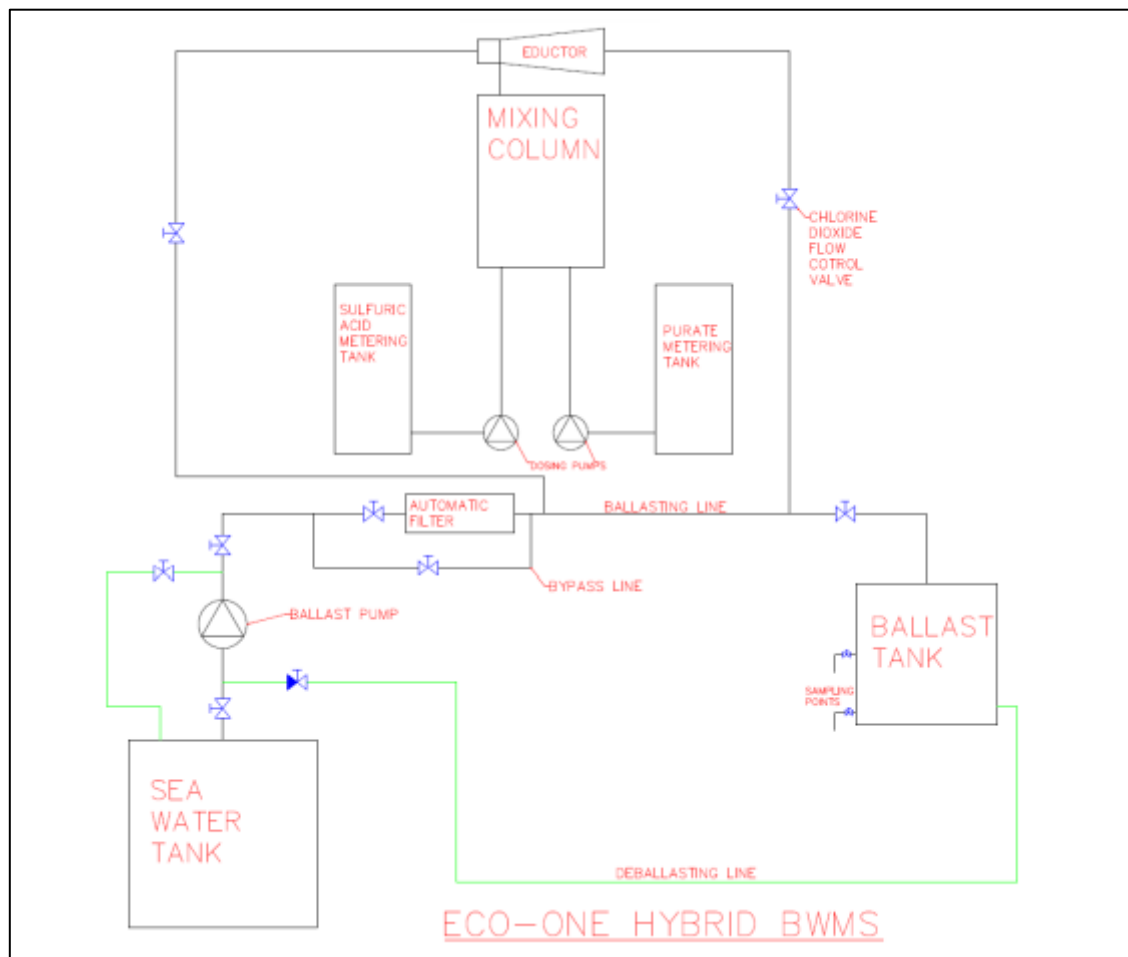 EDUCTOR
MIXING
COLUMN
CHLORINE
DIOXIDE
FLOW
COTROL
VALVE
SULFURIC
ACID
METERING
TANK
PURATE
METERING
TANK
DOSING PUMPS
AUTOMATIC
FILTER
BALLASTING LINE
BYPASS LINE
BALLAST PUMP
BALLAST
TANK
SAMPLING
POINTS
SEA
WATER
TANK
DEBALLASTING LINE
ECO-ONE HYBRID BWMS